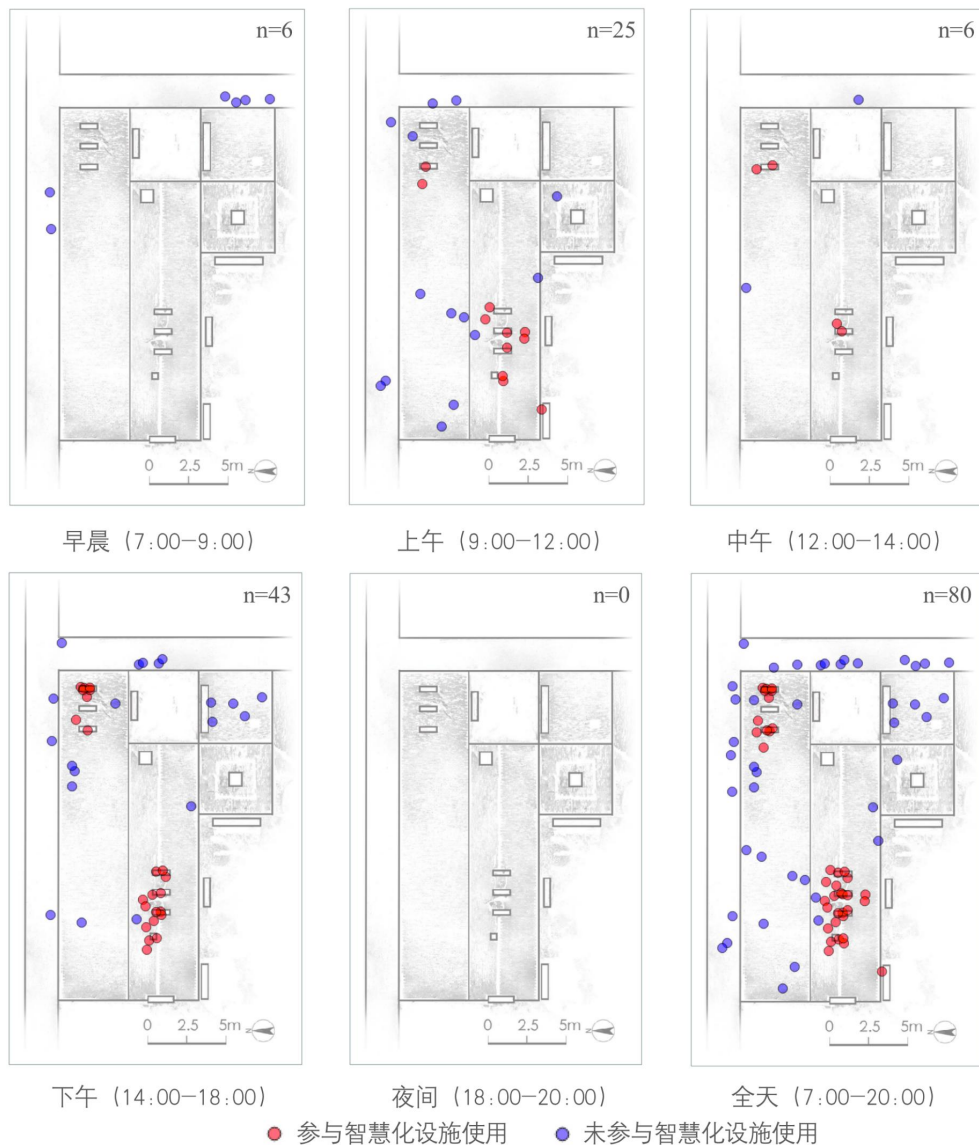 n=6
n=25
n=6
0 2.5 5m N
0 2.5 5m N
0 2.5 5m N
早晨 (7:00—9:00)
上午 (9:00—12:00)
中午 (12:00—14:00)
n=43
n=0
n=80
0 2.5 5m N
0 2.5 5m N
0 2.5 5m N
下午 (14:00—18:00)
夜间 (18:00—20:00)
全天 (7:00—20:00)
参与智慧化设施使用 未参与智慧化设施使用